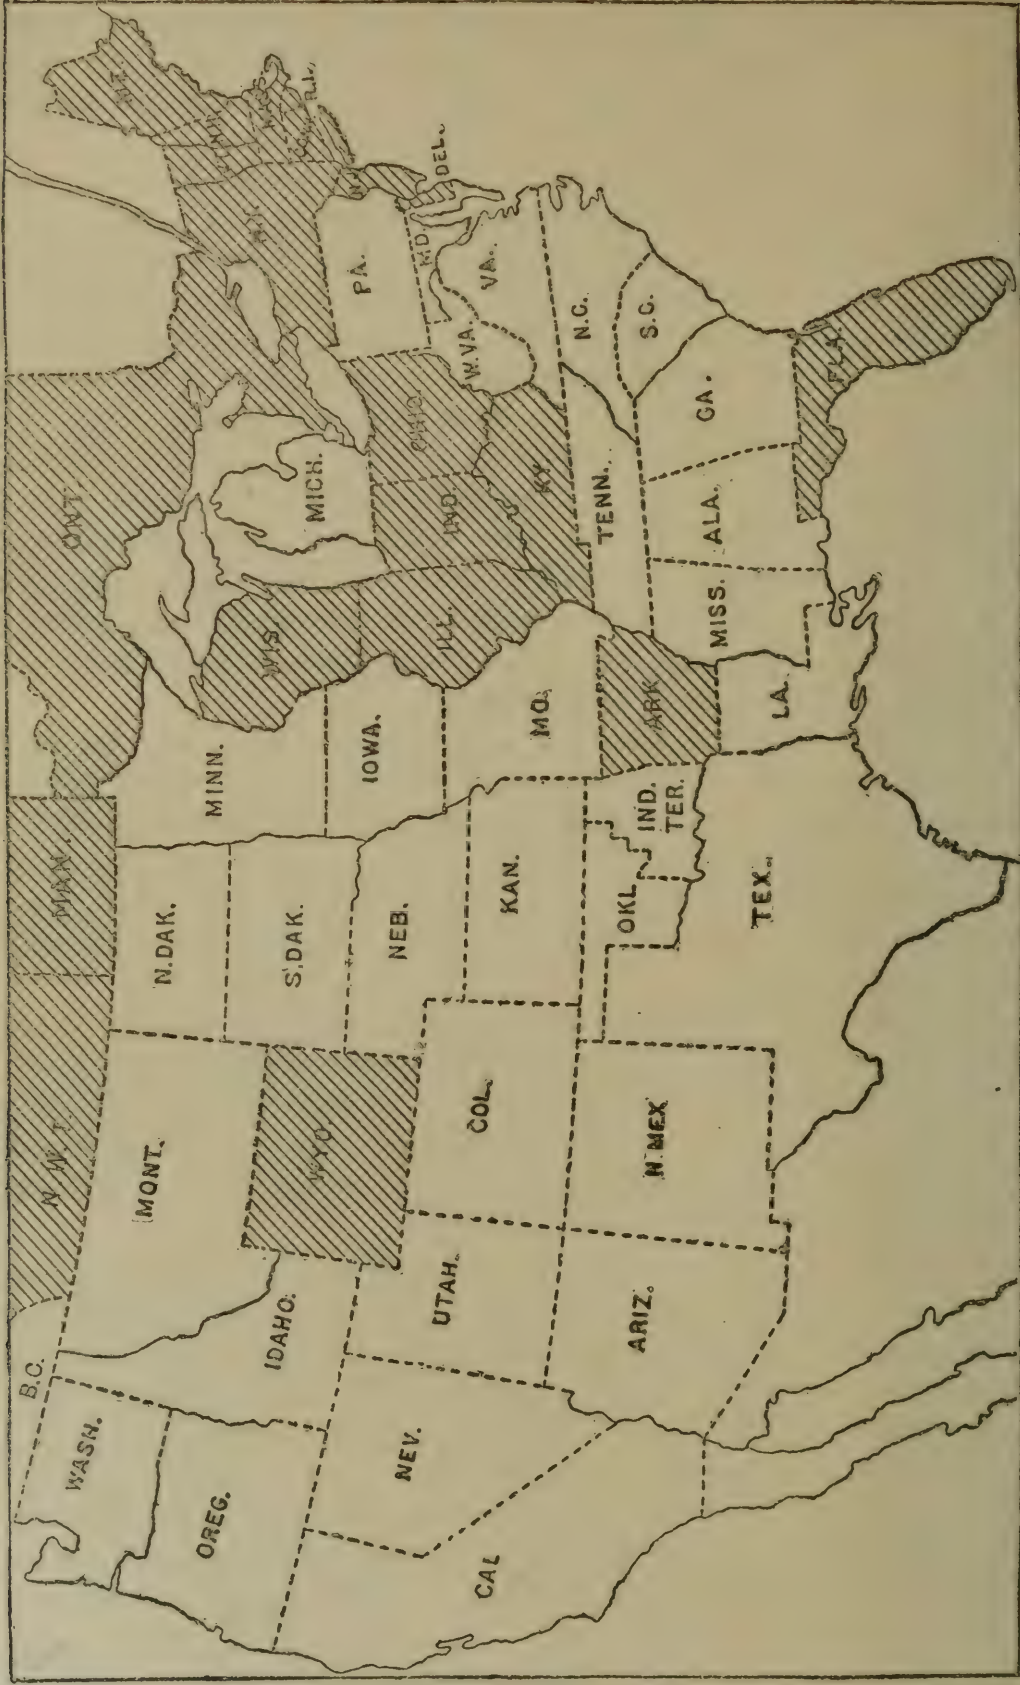 B.C.
N.W.T.
MAN.
ONT.
WASH.
MONT.
N.DAK.
MINN.
OREG.
IDAHO.
WYO.
S.DAK.
WIS.
MICH.
N.Y.
R.I.
NEV.
UTAH.
COL.
NEB.
IOWA.
ILL.
IND.
OHIO.
PA.
N.J.
MD.
DEL.
CAL
KAN.
MO.
KY
W.VA.
VA.
ARIZ.
N.MEX
OKL.
IND.
TER.
ARK
TENN.
N.C.
S.C.
TEX.
LA.
MISS.
ALA.
GA.
FLA.